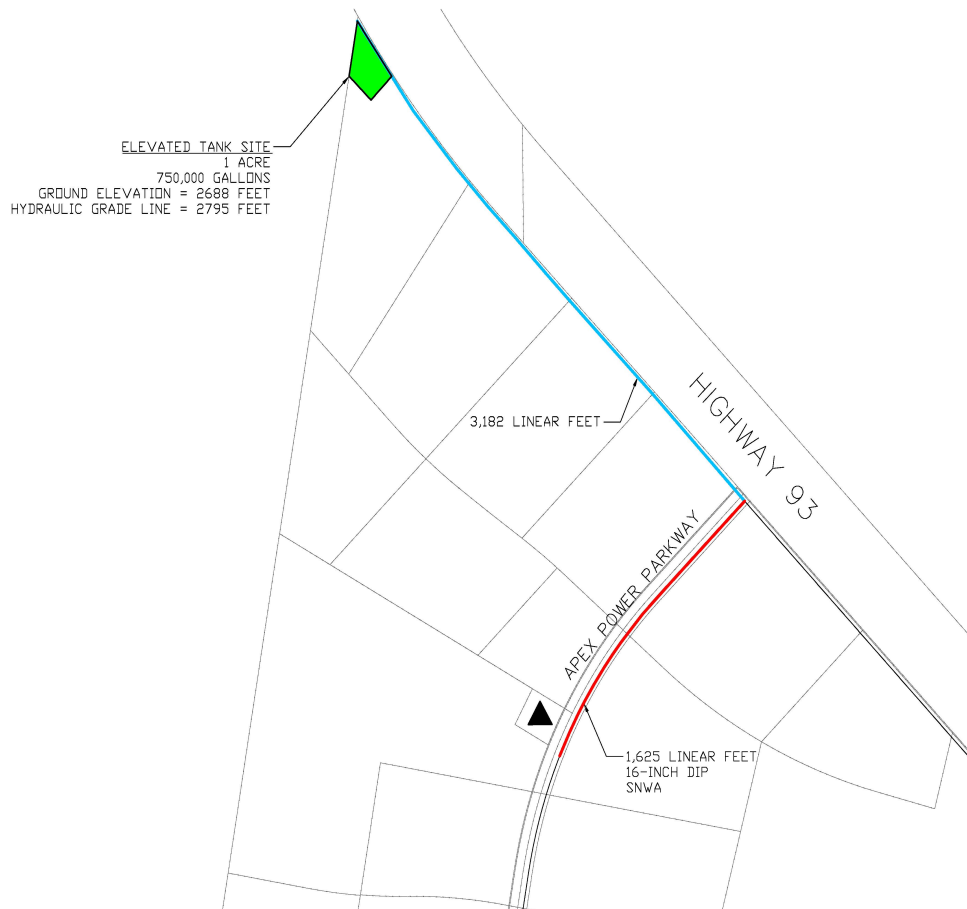 ELEVATED TANK SITE
1 ACRE
750,000 GALLONS
GROUND ELEVATION = 2688 FEET
HYDRAULIC GRADE LINE = 2795 FEET
3,182 LINEAR FEET
HIGHWAY 93
APEX POWER PARKWAY
1,625 LINEAR FEET
16-INCH DIP
SNWA